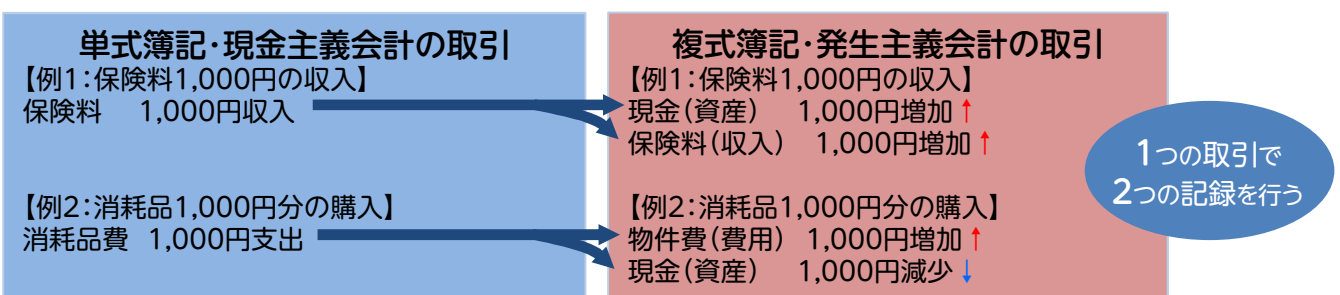 単式簿記・現金主義会計の取引
【例1：保険料1,000円の収入】
保険料　1,000円収入
【例2：消耗品1,000円分の購入】
消耗品費 1,000円支出
複式簿記・発生主義会計の取引
【例1：保険料1,000円の収入】
現金（資産）　1,000円増加↑
保険料（収入）　1,000円増加↑
【例2：消耗品1,000円分の購入】
物件費（費用）　1,000円増加↑
現金（資産）　1,000円減少↓
1つの取引で
2つの記録を行う